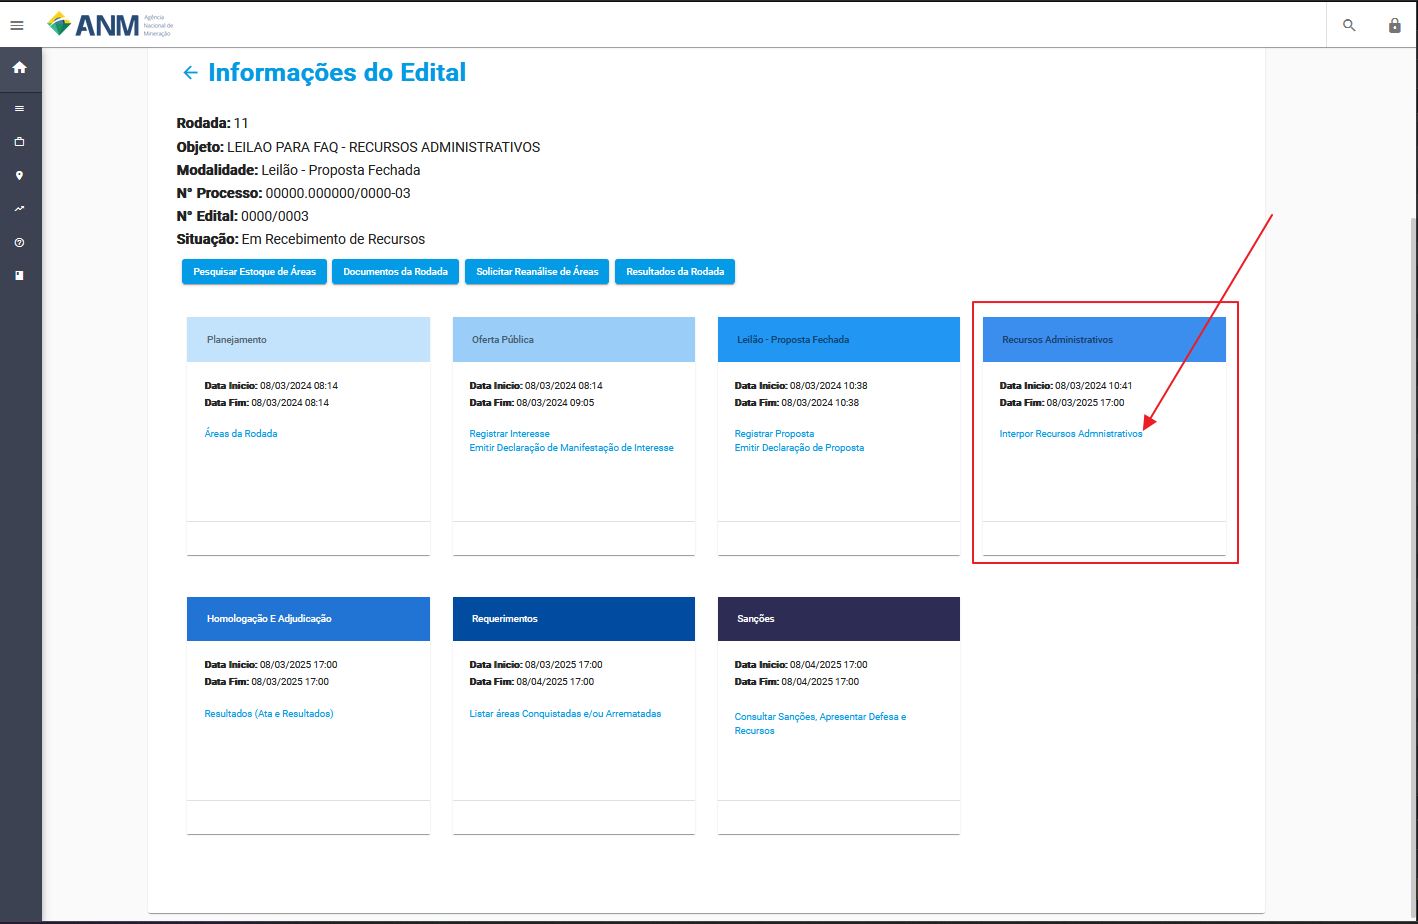 ANM
Agência
Nacional de
Mineração
Informações do Edital
Rodada: 11
Objeto: LEILAO PARA FAQ - RECURSOS ADMINISTRATIVOS
Modalidade: Leilão - Proposta Fechada
N° Processo: 00000.000000/0000-03
N° Edital: 0000/0003
Situação: Em Recebimento de Recursos
Pesquisar Estoque de Áreas
Documentos da Rodada
Solicitar Reanálise de Áreas
Resultados da Rodada
Planejamento
Data Inicio: 08/03/2024 08:14
Data Fim: 08/03/2024 08:14
Áreas da Rodada
Oferta Pública
Data Inicio: 08/03/2024 08:14
Data Fim: 08/03/2024 09:05
Registrar Interesse
Emitir Declaração de Manifestação de Interesse
Leilão - Proposta Fechada
Data Inicio: 08/03/2024 10:38
Data Fim: 08/03/2024 10:38
Registrar Proposta
Emitir Declaração de Proposta
Recursos Administrativos
Data Inicio: 08/03/2024 10:41
Data Fim: 08/03/2025 17:00
Interpor Recursos Admnistrativos
Homologação E Adjudicação
Data Inicio: 08/03/2025 17:00
Data Fim: 08/03/2025 17:00
Resultados (Ata e Resultados)
Requerimentos
Data Inicio: 08/03/2025 17:00
Data Fim: 08/04/2025 17:00
Listar áreas Conquistadas e/ou Arrematadas
Sanções
Data Inicio: 08/04/2025 17:00
Data Fim: 08/04/2025 17:00
Consultar Sanções, Apresentar Defesa e
Recursos